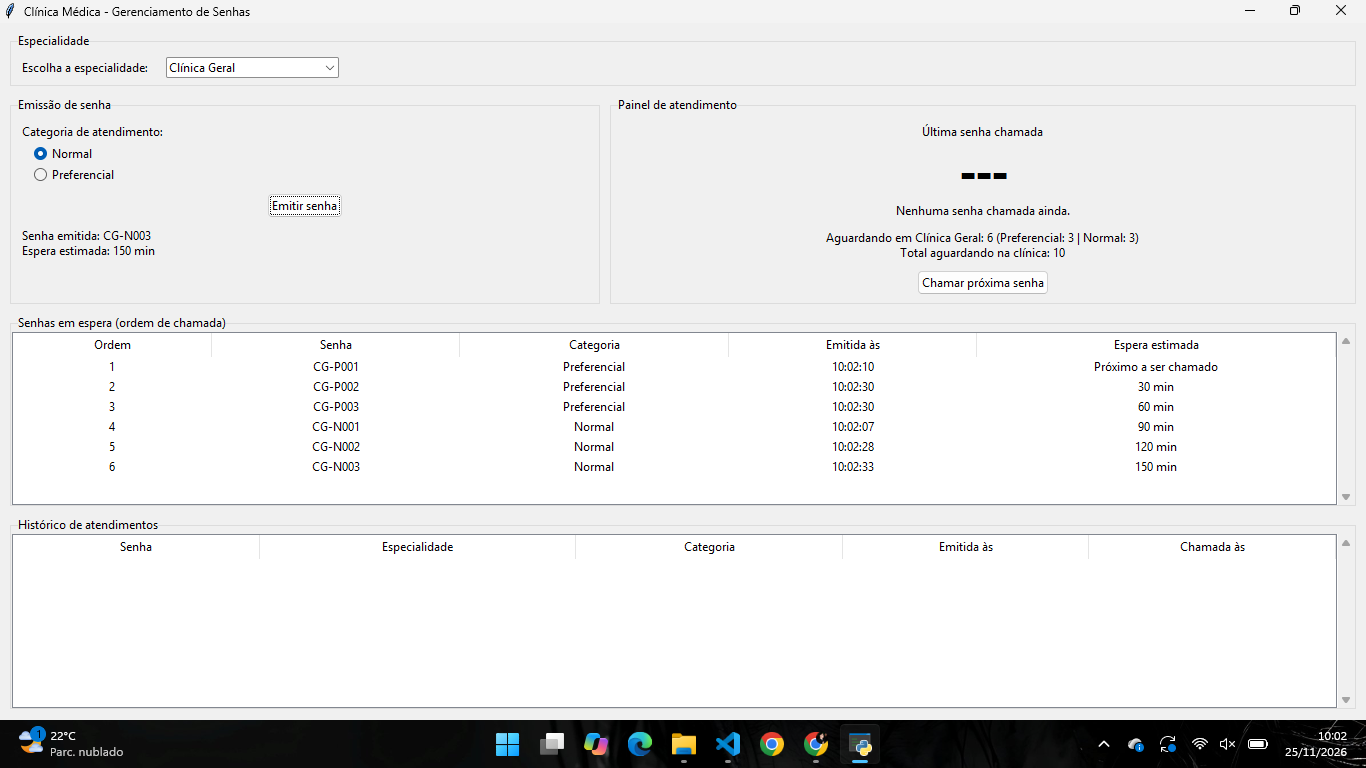 Clínica Médica - Gerenciamento de Senhas
Especialidade
Escolha a especialidade: Clínica Geral
Emissão de senha
Categoria de atendimento:
Normal
Preferencial
Emitir senha
Senha emitida: CG-N003
Espera estimada: 150 min
Painel de atendimento
Última senha chamada
---
Nenhuma senha chamada ainda.
Aguardando em Clínica Geral: 6 (Preferencial: 3 | Normal: 3)
Total aguardando na clínica: 10
Chamar próxima senha
Senhas em espera (ordem de chamada)
Ordem Senha Categoria Emitida às Espera estimada
1 CG-P001 Preferencial 10:02:10 Próximo a ser chamado
2 CG-P002 Preferencial 10:02:30 30 min
3 CG-P003 Preferencial 10:02:30 60 min
4 CG-N001 Normal 10:02:07 90 min
5 CG-N002 Normal 10:02:28 120 min
6 CG-N003 Normal 10:02:33 150 min
Histórico de atendimentos
Senha Especialidade Categoria Emitida às Chamada às
1
22°C
Parc. nublado
10:02
25/11/2026